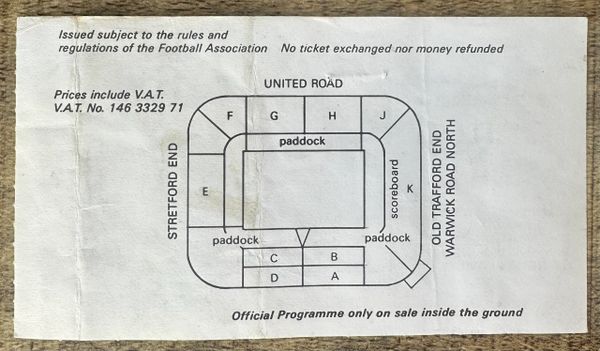 Issued subject to the rules and
regulations of the Football Association No ticket exchanged nor money refunded
Prices include V.A.T.
V.A.T. No. 146 3329 71
UNITED ROAD
F G H J
paddock
STRETFORD END
E
scoreboard
K
OLD TRAFFORD END
WARWICK ROAD NORTH
paddock
paddock
C B
D A
Official Programme only on sale inside the ground